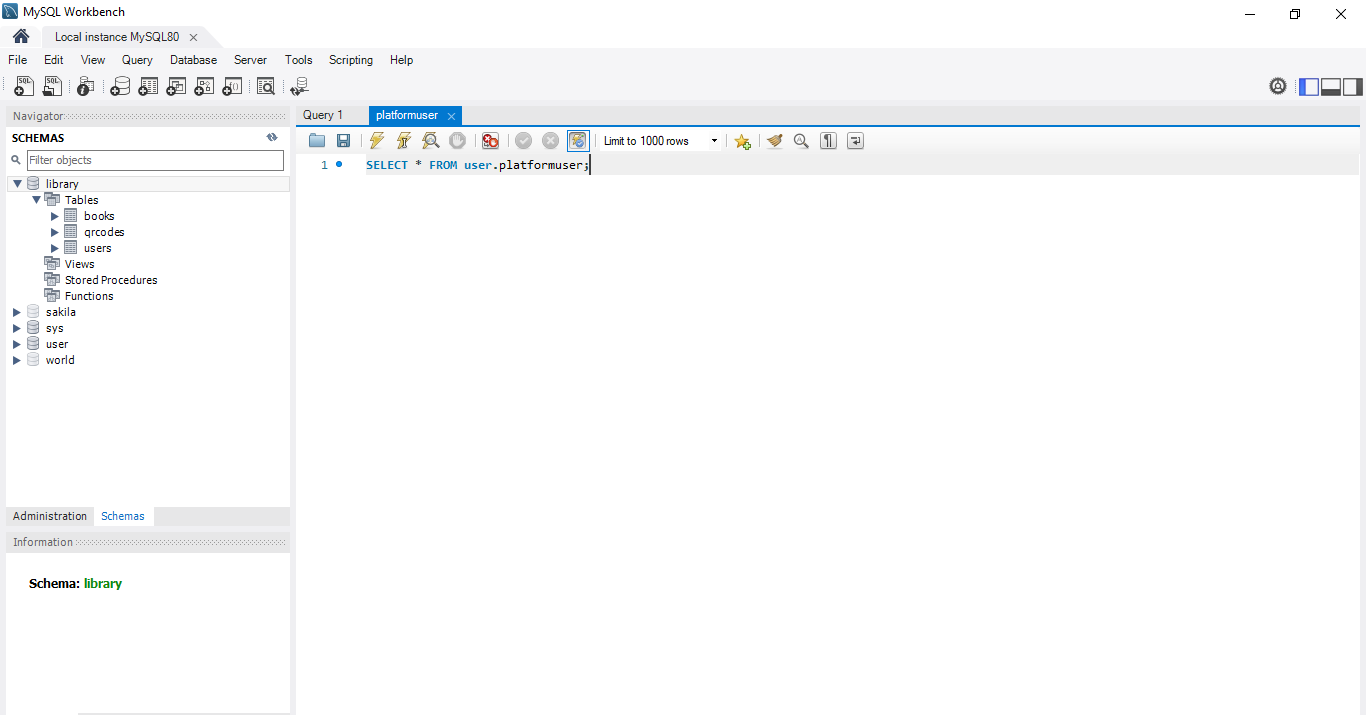 MySQL Workbench
Local instance MySQL80
File Edit View Query Database Server Tools Scripting Help
Navigator
SCHEMAS
Filter objects
library
Tables
books
qrcodes
users
Views
Stored Procedures
Functions
sakila
sys
user
world
Administration Schemas
Information
Schema: library
Query 1 platformuser
Limit to 1000 rows
1 SELECT * FROM user.platformuser;